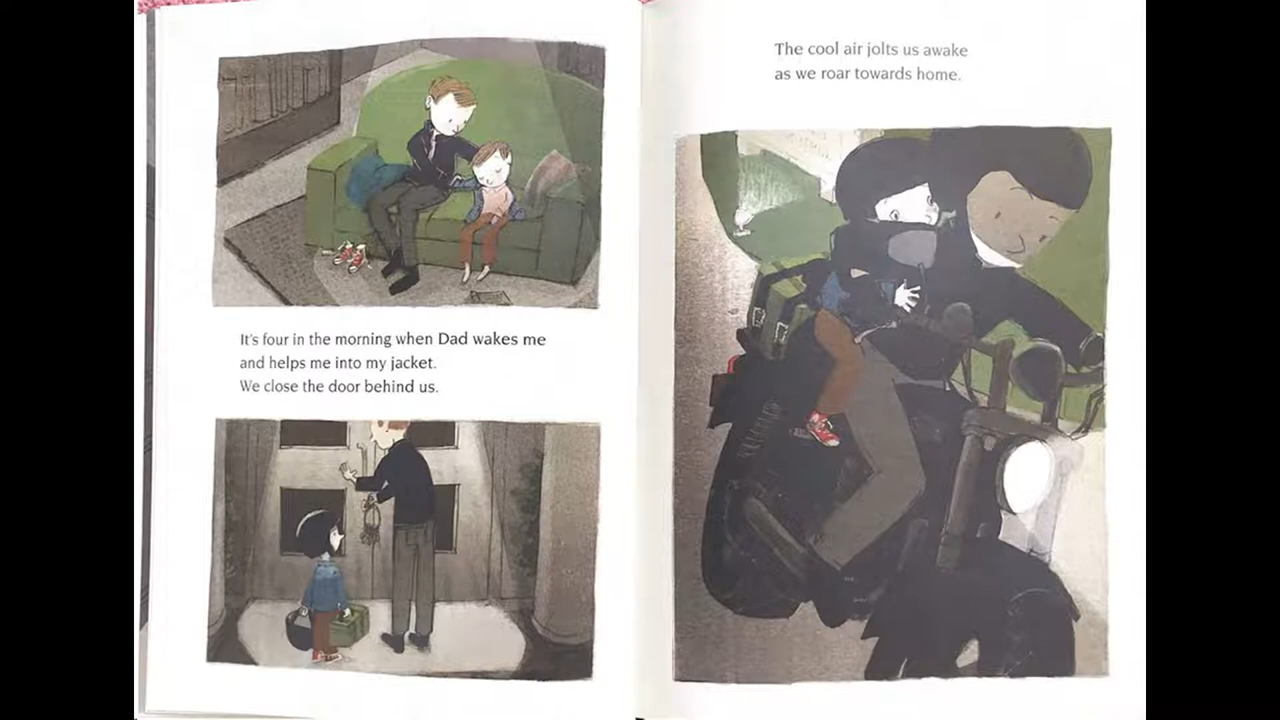 It's four in the morning when Dad wakes me
and helps me into my jacket.
We close the door behind us.
The cool air jolts us awake
as we roar towards home.